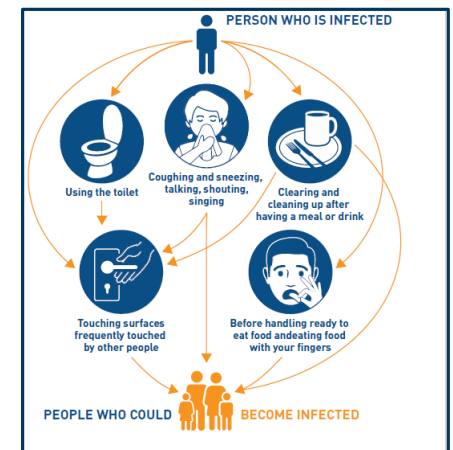 PERSON WHO IS INFECTED
Using the toilet
Coughing and sneezing,
talking, shouting,
singing
Clearing and
cleaning up after
having a meal or drink
Touching surfaces
frequently touched
by other people
Before handling ready to
eat food andeating food
with your fingers
PEOPLE WHO COULD BECOME INFECTED